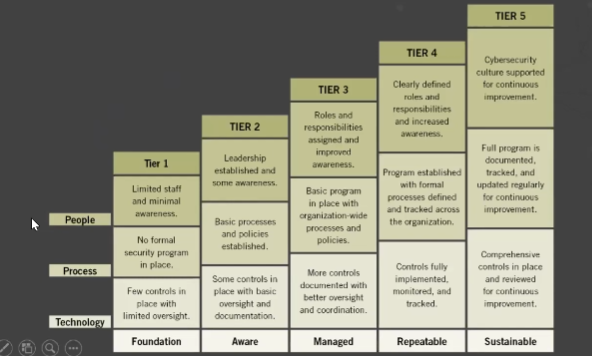 Tier 1
Limited staff
and minimal
awareness.
No formal
security program
in place.
Few controls in
place with
limited oversight.
Foundation
TIER 2
Leadership
established and
some awareness.
Basic processes
and policies
established.
Some controls in
place with basic
oversight and
documentation.
Aware
TIER 3
Roles and
responsibilities
assigned and
improved
awareness.
Basic program
in place with
organization-wide
processes and
policies.
More controls
documented with
better oversight
and coordination.
Managed
TIER 4
Clearly defined
roles and
responsibilities
and increased
awareness.
Program established
with formal
processes defined
and tracked across
the organization.
Controls fully
implemented,
monitored, and
tracked.
Repeatable
TIER 5
Cybersecurity
culture supported
for continuous
improvement.
Full program is
documented,
tracked, and
updated regularly
for continuous
improvement.
Comprehensive
controls in place
and reviewed
for continuous
improvement.
Sustainable
People
Process
Technology